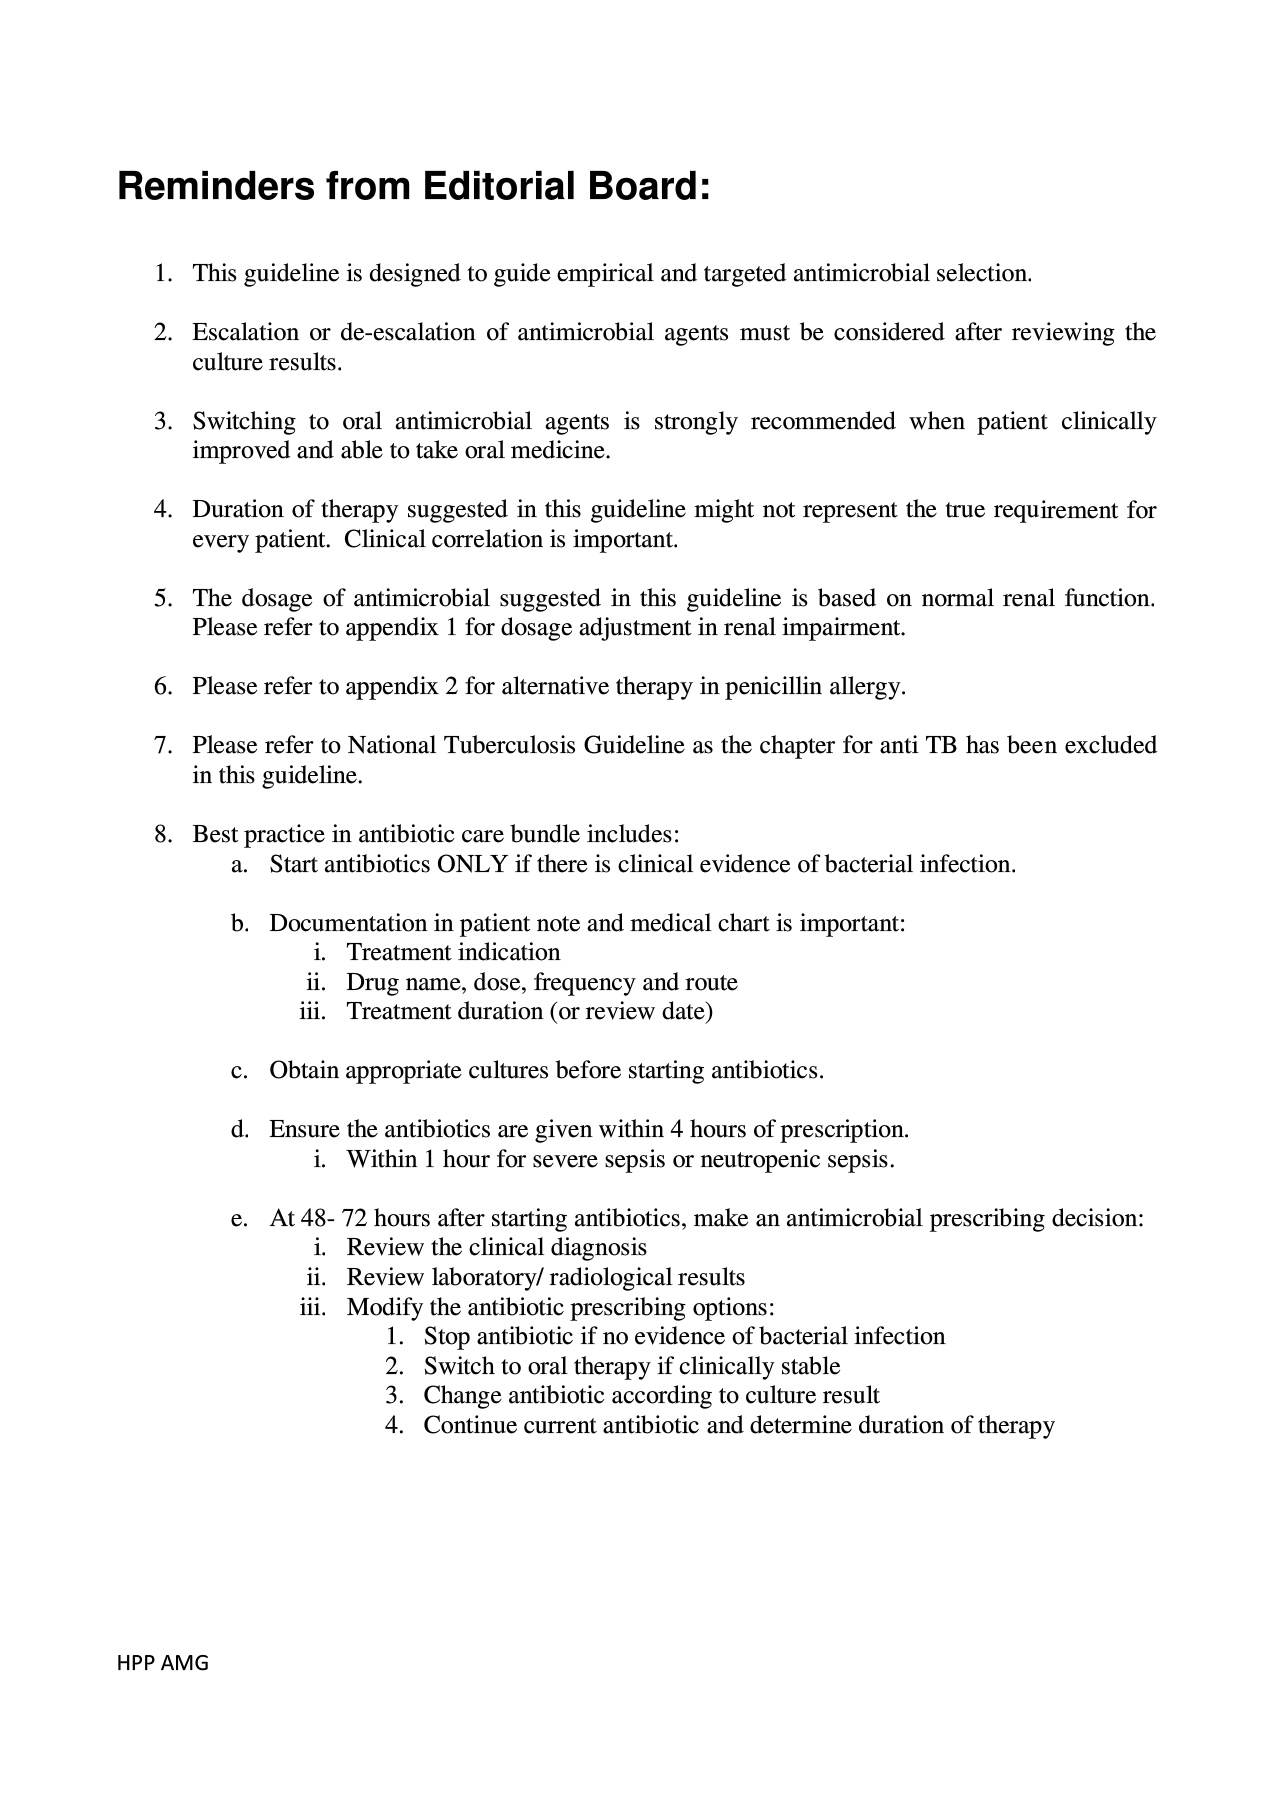 Reminders from Editorial Board:
1. This guideline is designed to guide empirical and targeted antimicrobial selection.
2. Escalation or de-escalation of antimicrobial agents must be considered after reviewing the
culture results.
3. Switching to oral antimicrobial agents is strongly recommended when patient clinically
improved and able to take oral medicine.
4. Duration of therapy suggested in this guideline might not represent the true requirement for
every patient.  Clinical correlation is important.
5. The dosage of antimicrobial suggested in this guideline is based on normal renal function.
Please refer to appendix 1 for dosage adjustment in renal impairment.
6. Please refer to appendix 2 for alternative therapy in penicillin allergy.
7. Please refer to National Tuberculosis Guideline as the chapter for anti TB has been excluded
in this guideline.
8. Best practice in antibiotic care bundle includes:
a. Start antibiotics ONLY if there is clinical evidence of bacterial infection.
b. Documentation in patient note and medical chart is important:
i. Treatment indication
ii. Drug name, dose, frequency and route
iii. Treatment duration (or review date)
c. Obtain appropriate cultures before starting antibiotics.
d. Ensure the antibiotics are given within 4 hours of prescription.
i. Within 1 hour for severe sepsis or neutropenic sepsis.
e. At 48- 72 hours after starting antibiotics, make an antimicrobial prescribing decision:
i. Review the clinical diagnosis
ii. Review laboratory/ radiological results
iii. Modify the antibiotic prescribing options:
1. Stop antibiotic if no evidence of bacterial infection
2. Switch to oral therapy if clinically stable
3. Change antibiotic according to culture result
4. Continue current antibiotic and determine duration of therapy
HPP AMG